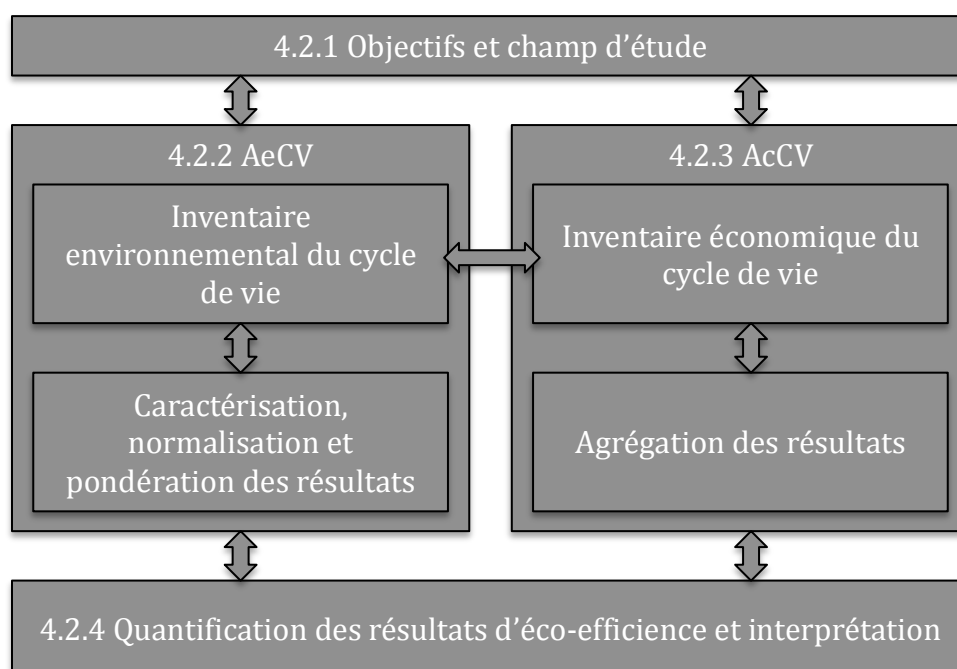 4.2.1 Objectifs et champ d’étude
4.2.2 AeCV
Inventaire
environnemental du cycle
de vie
Caractérisation,
normalisation et
pondération des résultats
4.2.3 AcCV
Inventaire économique du
cycle de vie
Agrégation des résultats
4.2.4 Quantification des résultats d’éco-efficience et interprétation